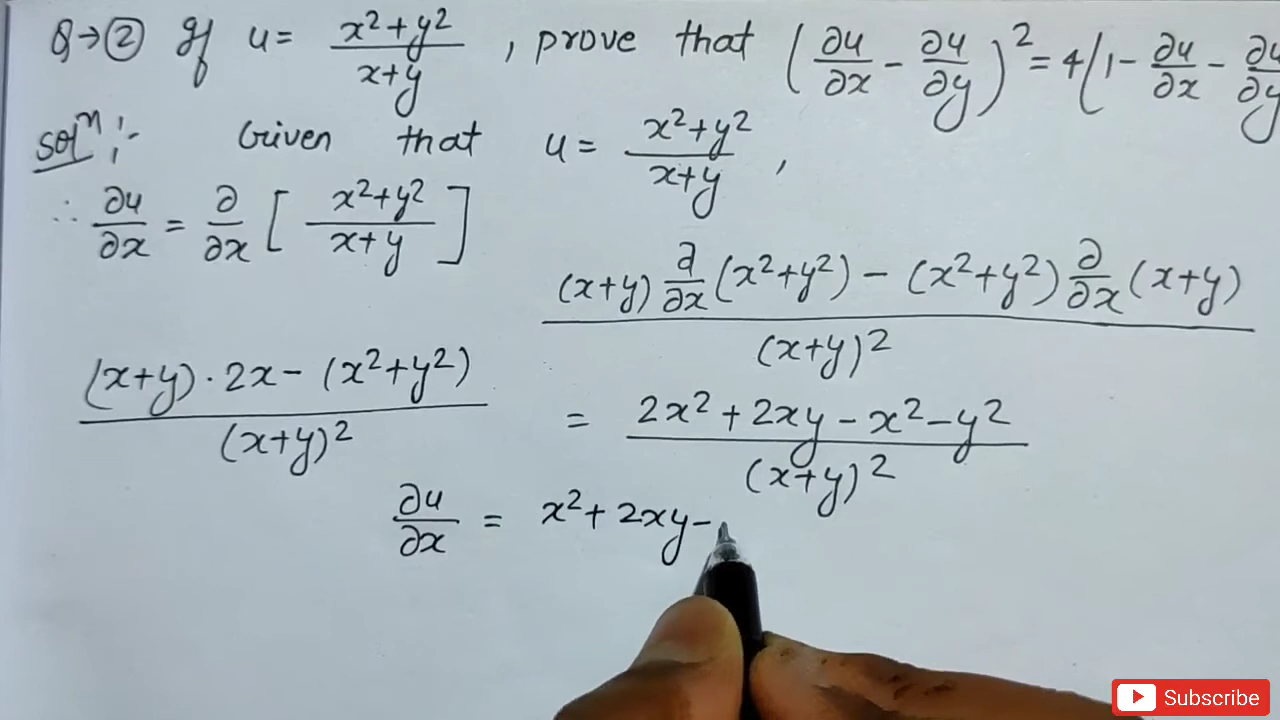 Q→② If u = (x²+y²)/(x+y), prove that (∂u/∂x − ∂u/∂y)² = 4(1 − ∂u/∂x − ∂u/∂y
Solⁿ:- Given that u = (x²+y²)/(x+y),
∴ ∂u/∂x = ∂/∂x [(x²+y²)/(x+y)]
((x+y) ∂/∂x (x²+y²) − (x²+y²) ∂/∂x (x+y))/(x+y)²
((x+y)·2x − (x²+y²))/(x+y)² = (2x²+2xy−x²−y²)/(x+y)²
∂u/∂x = x²+2xy−
Subscribe